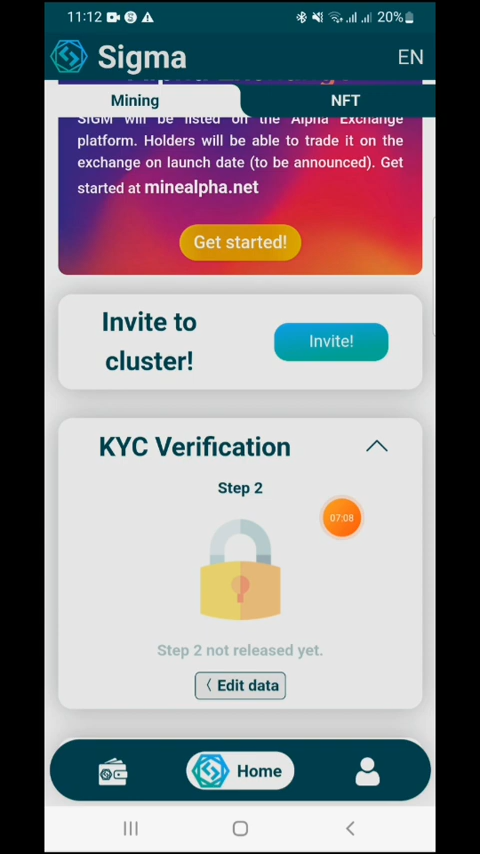 11:12
20%
Sigma
EN
Mining
NFT
SIGM will be listed on the Alpha Exchange
platform. Holders will be able to trade it on the
exchange on launch date (to be announced). Get
started at minealpha.net
Get started!
Invite to
cluster!
Invite!
KYC Verification
Step 2
07:08
Step 2 not released yet.
〈 Edit data
Home